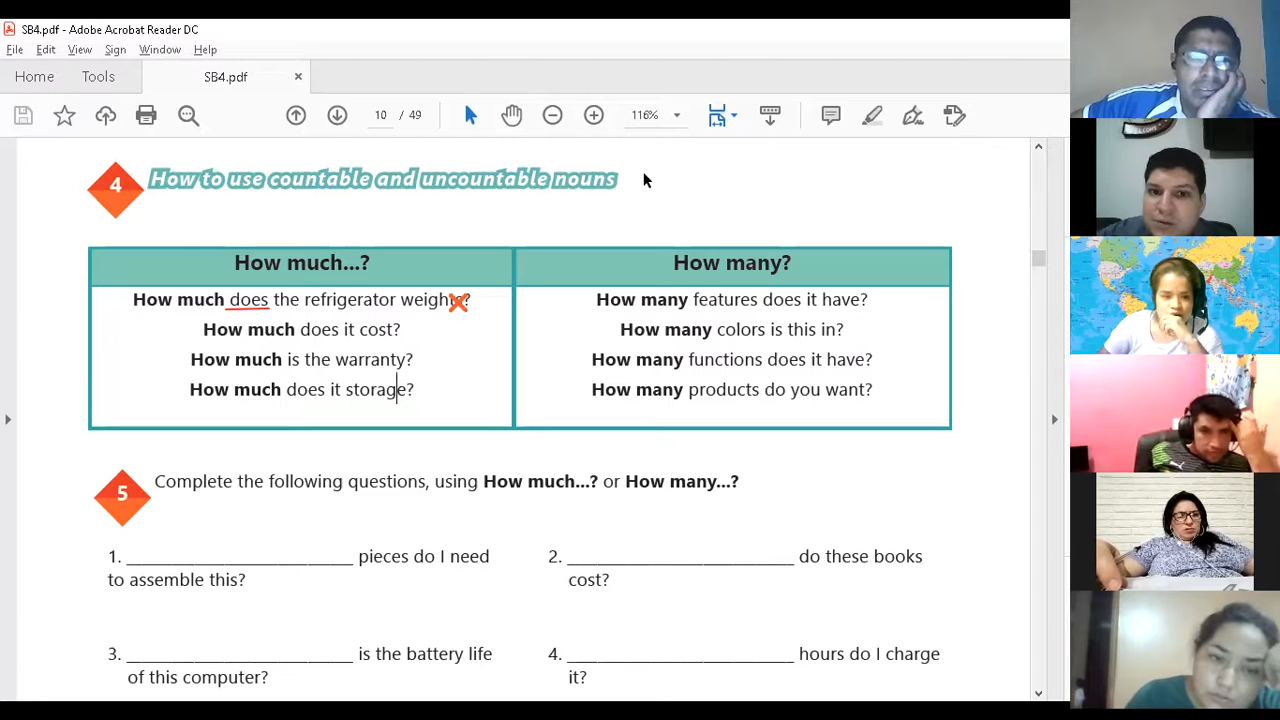 SB4.pdf - Adobe Acrobat Reader DC
File Edit View Sign Window Help
Home Tools SB4.pdf ×
10 / 49 116%
4 How to use countable and uncountable nouns
How much...? How many?
How much does the refrigerator weight ?
How much does it cost?
How much is the warranty?
How much does it storage?
How many features does it have?
How many colors is this in?
How many functions does it have?
How many products do you want?
5 Complete the following questions, using How much...? or How many...?
1. ____________________________ pieces do I need
to assemble this?
2. ____________________________ do these books
cost?
3. ____________________________ is the battery life
of this computer?
4. ____________________________ hours do I charge
it?